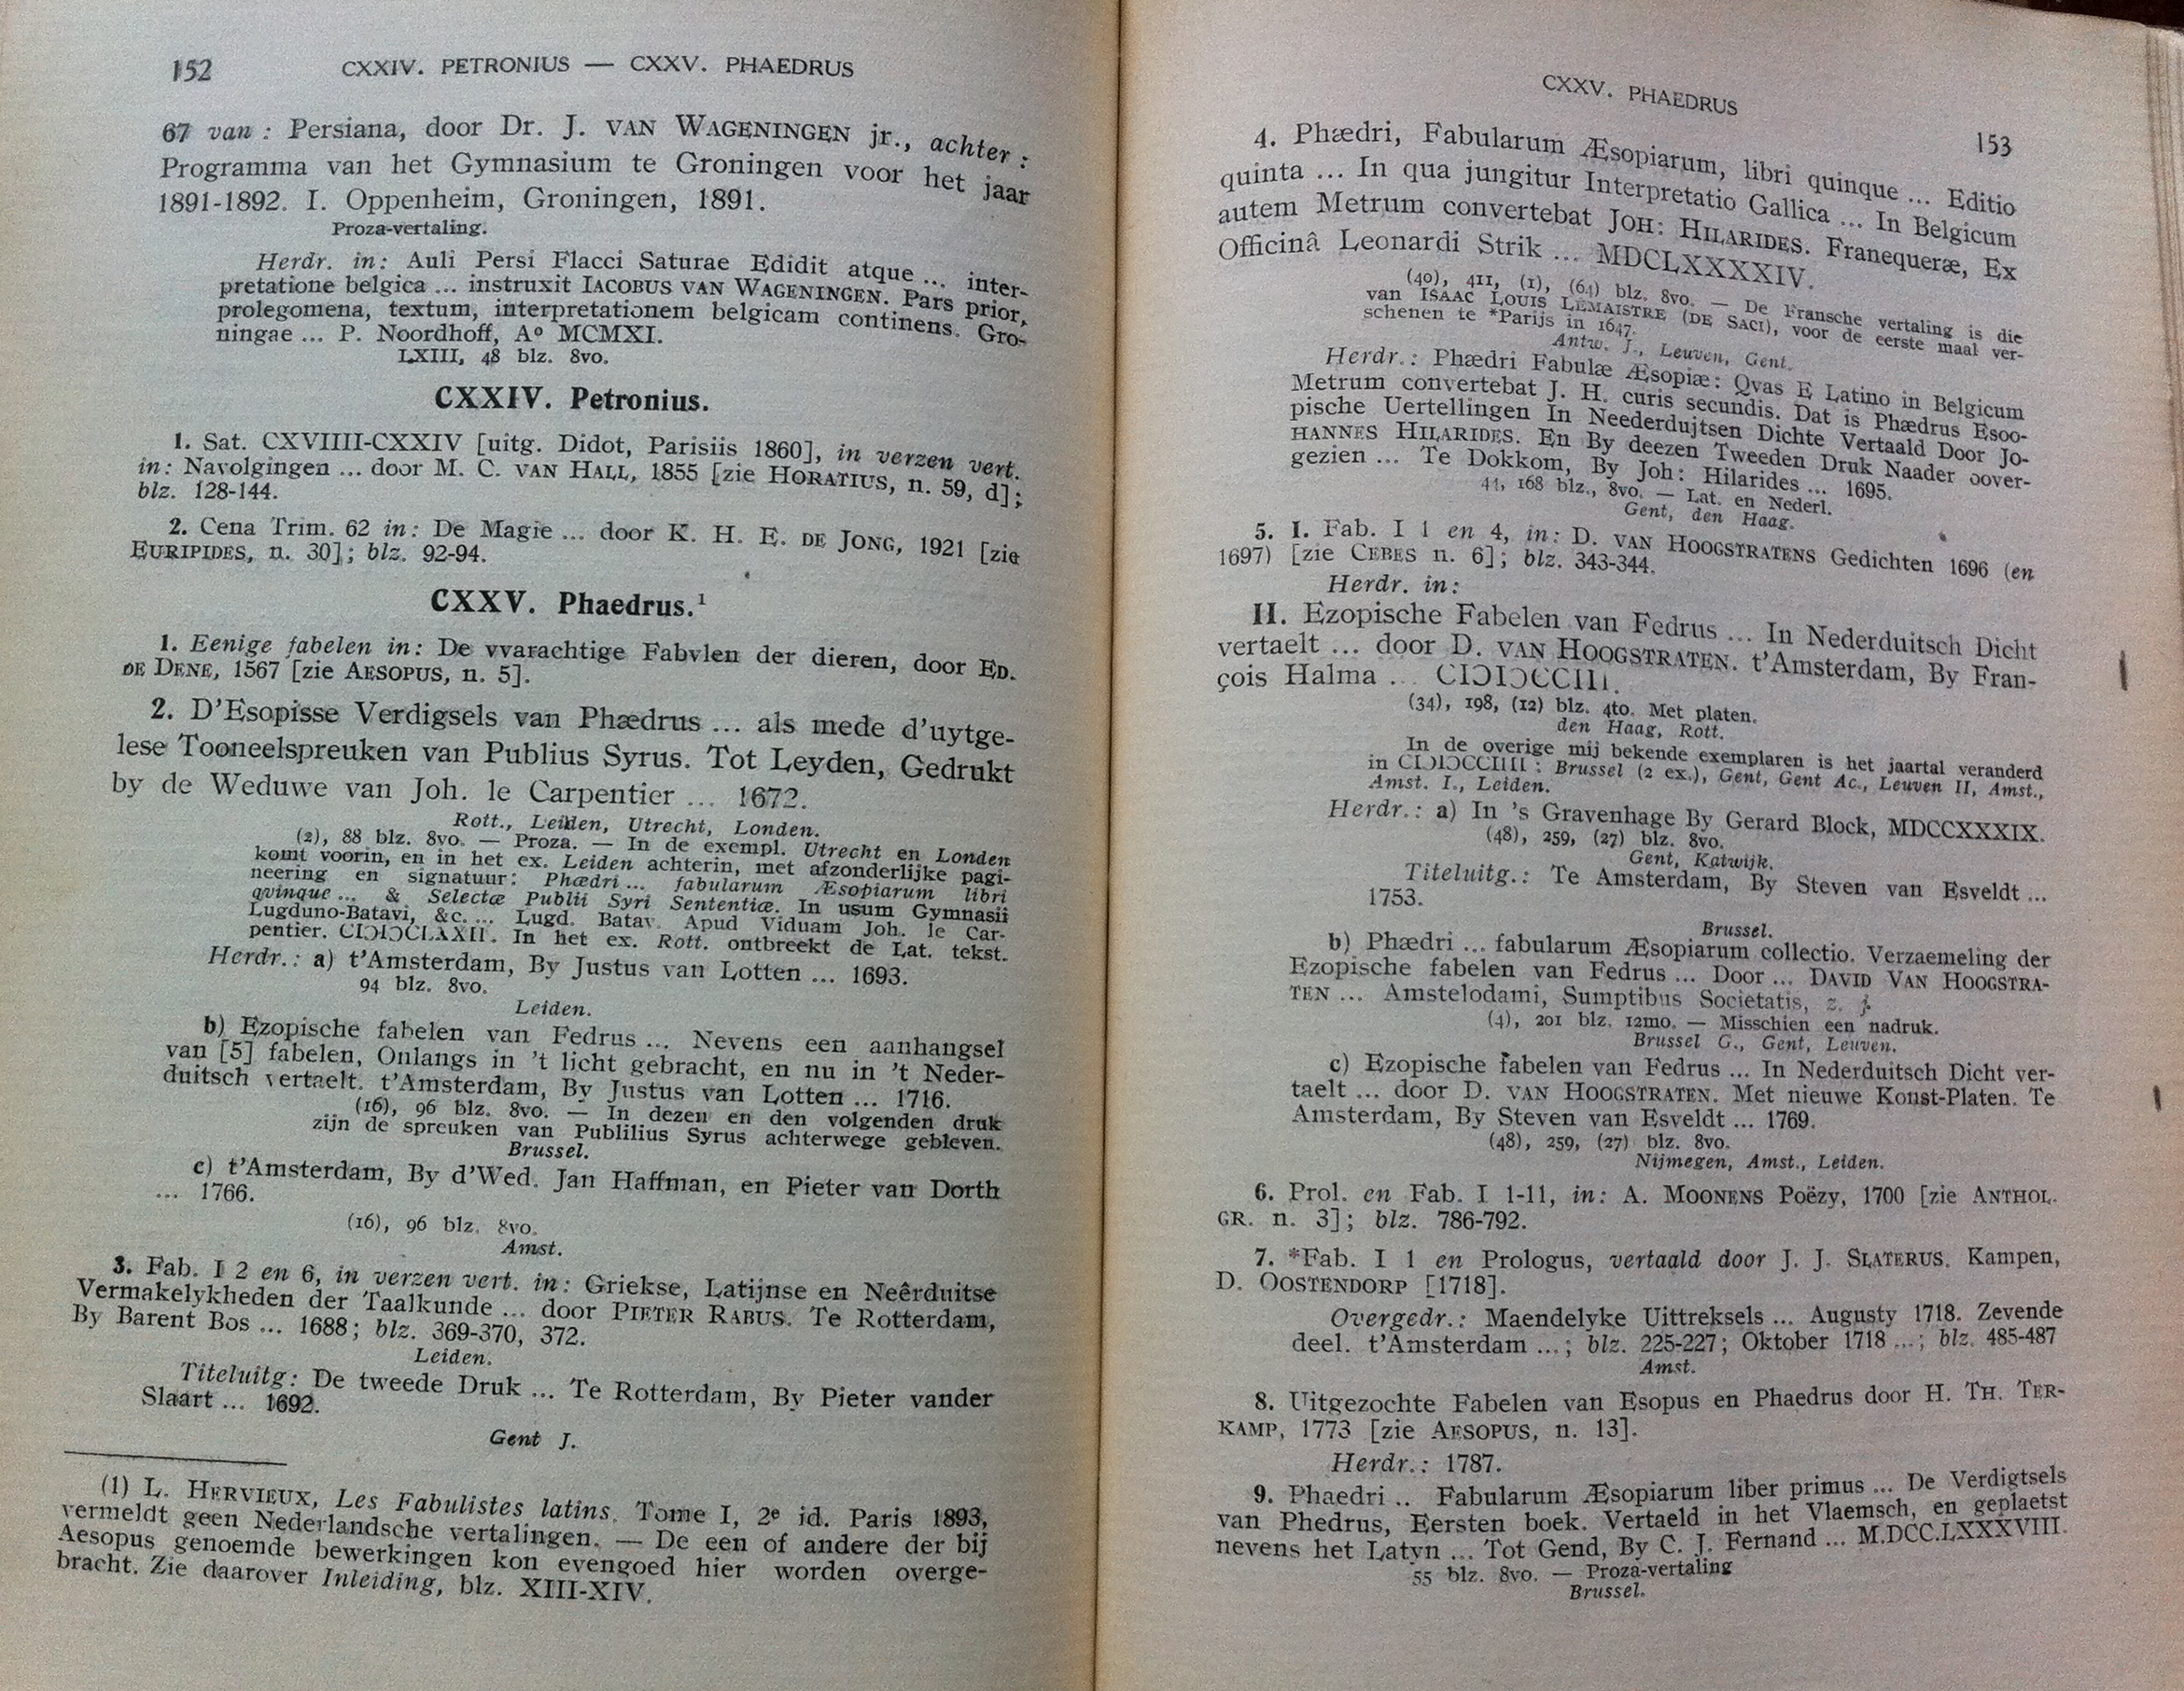 152 CXXIV. PETRONIUS — CXXV. PHAEDRUS
67 van : Persiana, door Dr. J. VAN WAGENINGEN jr., achter :
Programma van het Gymnasium te Groningen voor het jaar
1891-1892. I. Oppenheim, Groningen, 1891.
Proza-vertaling.
Herdr. in: Auli Persi Flacci Saturae Edidit atque ... inter-
pretatione belgica ... instruxit IACOBUS VAN WAGENINGEN. Pars prior,
prolegomena, textum, interpretationem belgicam continens. Gro-
ningae ... P. Noordhoff, Aº MCMXI.
LXIII, 48 blz. 8vo.
CXXIV. Petronius.
1. Sat. CXVIIII-CXXIV [uitg. Didot, Parisiis 1860], in verzen vert.
in: Navolgingen ... door M. C. VAN HALL, 1855 [zie HORATIUS, n. 59, d];
blz. 128-144.
2. Cena Trim. 62 in: De Magie ... door K. H. E. DE JONG, 1921 [zie
EURIPIDES, n. 30]; blz. 92-94.
CXXV. Phaedrus.¹
1. Eenige fabelen in: De vvarachtige Fabvlen der dieren, door ED.
DE DENE, 1567 [zie AESOPUS, n. 5].
2. D'Esopisse Verdigsels van Phædrus ... als mede d'uytge-
lese Tooneelspreuken van Publius Syrus. Tot Leyden, Gedrukt
by de Weduwe van Joh. le Carpentier ... 1672.
Rott., Leiden, Utrecht, Londen.
(2), 88 blz. 8vo. — Proza. — In de exempl. Utrecht en Londen
komt voorin, en in het ex. Leiden achterin, met afzonderlijke pagi-
neering en signatuur: Phædri ... fabularum Æsopiarum libri
qvinque ... & Selectæ Publii Syri Sententiæ. In usum Gymnasii
Lugduno-Batavi, &c. ... Lugd. Batav. Apud Viduam Joh. le Car-
pentier. CIƆIƆCLXXII. In het ex. Rott. ontbreekt de Lat. tekst.
Herdr.: a) t'Amsterdam, By Justus van Lotten ... 1693.
94 blz. 8vo.
Leiden.
b) Ezopische fabelen van Fedrus ... Nevens een aanhangsel
van [5] fabelen, Onlangs in 't licht gebracht, en nu in 't Neder-
duitsch vertaelt. t'Amsterdam, By Justus van Lotten ... 1716.
(16), 96 blz. 8vo. — In dezen en den volgenden druk
zijn de spreuken van Publilius Syrus achterwege gebleven.
Brussel.
c) t'Amsterdam, By d'Wed. Jan Haffman, en Pieter van Dorth
... 1766.
(16), 96 blz. 8vo.
Amst.
3. Fab. I 2 en 6, in verzen vert. in: Griekse, Latijnse en Neêrduitse
Vermakelykheden der Taalkunde ... door PIETER RABUS. Te Rotterdam,
By Barent Bos ... 1688; blz. 369-370, 372.
Leiden.
Titeluitg: De tweede Druk ... Te Rotterdam, By Pieter vander
Slaart ... 1692.
Gent J.
(1) L. HERVIEUX, Les Fabulistes latins. Tome I, 2e id. Paris 1893,
vermeldt geen Nederlandsche vertalingen. — De een of andere der bij
Aesopus genoemde bewerkingen kon evengoed hier worden overge-
bracht. Zie daarover Inleiding, blz. XIII-XIV.
CXXV. PHAEDRUS 153
4. Phædri, Fabularum Æsopiarum, libri quinque ... Editio
quinta ... In qua jungitur Interpretatio Gallica ... In Belgicum
autem Metrum convertebat JOH: HILARIDES. Franequeræ, Ex
Officinâ Leonardi Strik ... MDCLXXXXIV.
(40), 411, (1), (64) blz. 8vo. — De Fransche vertaling is die
van ISAAC LOUIS LEMAISTRE (DE SACI), voor de eerste maal ver-
schenen te *Parijs in 1647.
Antw. J., Leuven, Gent.
Herdr.: Phædri Fabulæ Æsopiæ: Qvas E Latino in Belgicum
Metrum convertebat J. H. curis secundis. Dat is Phædrus Esoo-
pische Uertellingen In Neederdujtsen Dichte Vertaald Door Jo-
HANNES HILARIDES. En By deezen Tweeden Druk Naader oover-
gezien ... Te Dokkom, By Joh: Hilarides ... 1695.
44, 168 blz., 8vo. — Lat. en Nederl.
Gent, den Haag.
5. I. Fab. I 1 en 4, in: D. VAN HOOGSTRATENS Gedichten 1696 (en
1697) [zie CEBES n. 6]; blz. 343-344.
Herdr. in:
II. Ezopische Fabelen van Fedrus ... In Nederduitsch Dicht
vertaelt ... door D. VAN HOOGSTRATEN. t'Amsterdam, By Fran-
çois Halma ... CIƆIƆCCIII.
(34), 198, (12) blz. 4to. Met platen.
den Haag, Rott.
In de overige mij bekende exemplaren is het jaartal veranderd
in CIƆIƆCCIIII : Brussel (2 ex.), Gent, Gent Ac., Leuven II, Amst.,
Amst. I., Leiden.
Herdr.: a) In 's Gravenhage By Gerard Block, MDCCXXXIX.
(48), 259, (27) blz. 8vo.
Gent, Katwijk.
Titeluitg.: Te Amsterdam, By Steven van Esveldt ...
1753.
Brussel.
b) Phædri ... fabularum Æsopiarum collectio. Verzaemeling der
Ezopische fabelen van Fedrus ... Door ... DAVID VAN HOOGSTRA-
TEN ... Amstelodami, Sumptibus Societatis, z. j.
(4), 201 blz. 12mo. — Misschien een nadruk.
Brussel G., Gent, Leuven.
c) Ezopische fabelen van Fedrus ... In Nederduitsch Dicht ver-
taelt ... door D. VAN HOOGSTRATEN. Met nieuwe Konst-Platen. Te
Amsterdam, By Steven van Esveldt ... 1769.
(48), 259, (27) blz. 8vo.
Nijmegen, Amst., Leiden.
6. Prol. en Fab. I 1-11, in: A. MOONENS Poëzy, 1700 [zie ANTHOL.
GR. n. 3]; blz. 786-792.
7. *Fab. I 1 en Prologus, vertaald door J. J. SLATERUS. Kampen,
D. OOSTENDORP [1718].
Overgedr.: Maendelyke Uittreksels ... Augusty 1718. Zevende
deel. t'Amsterdam ...; blz. 225-227; Oktober 1718 ...; blz. 485-487
Amst.
8. Uitgezochte Fabelen van Esopus en Phaedrus door H. TH. TER-
KAMP, 1773 [zie AESOPUS, n. 13].
Herdr.: 1787.
9. Phaedri .. Fabularum Æsopiarum liber primus ... De Verdigtsels
van Phedrus, Eersten boek. Vertaeld in het Vlaemsch, en geplaetst
nevens het Latyn ... Tot Gend, By C. J. Fernand ... M.DCC.LXXXVIII.
55 blz. 8vo. — Proza-vertaling
Brussel.